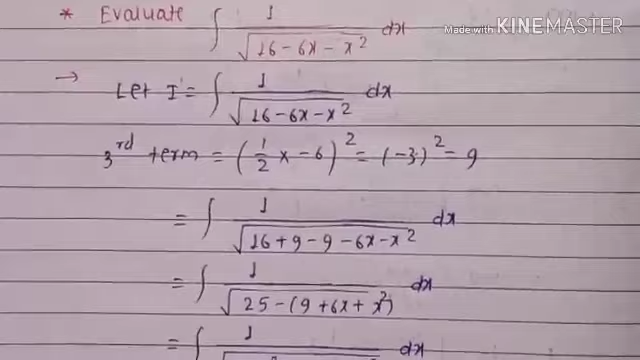 Made with KINEMASTER
* Evaluate ∫ 1/√(16-6x-x²) dx
→ Let I = ∫ 1/√(16-6x-x²) dx
3rd term = (1/2 x -6)² = (-3)² = 9
= ∫ 1/√(16+9-9-6x-x²) dx
= ∫ 1/√(25-(9+6x+x²)) dx
= ∫ 1/√ dx